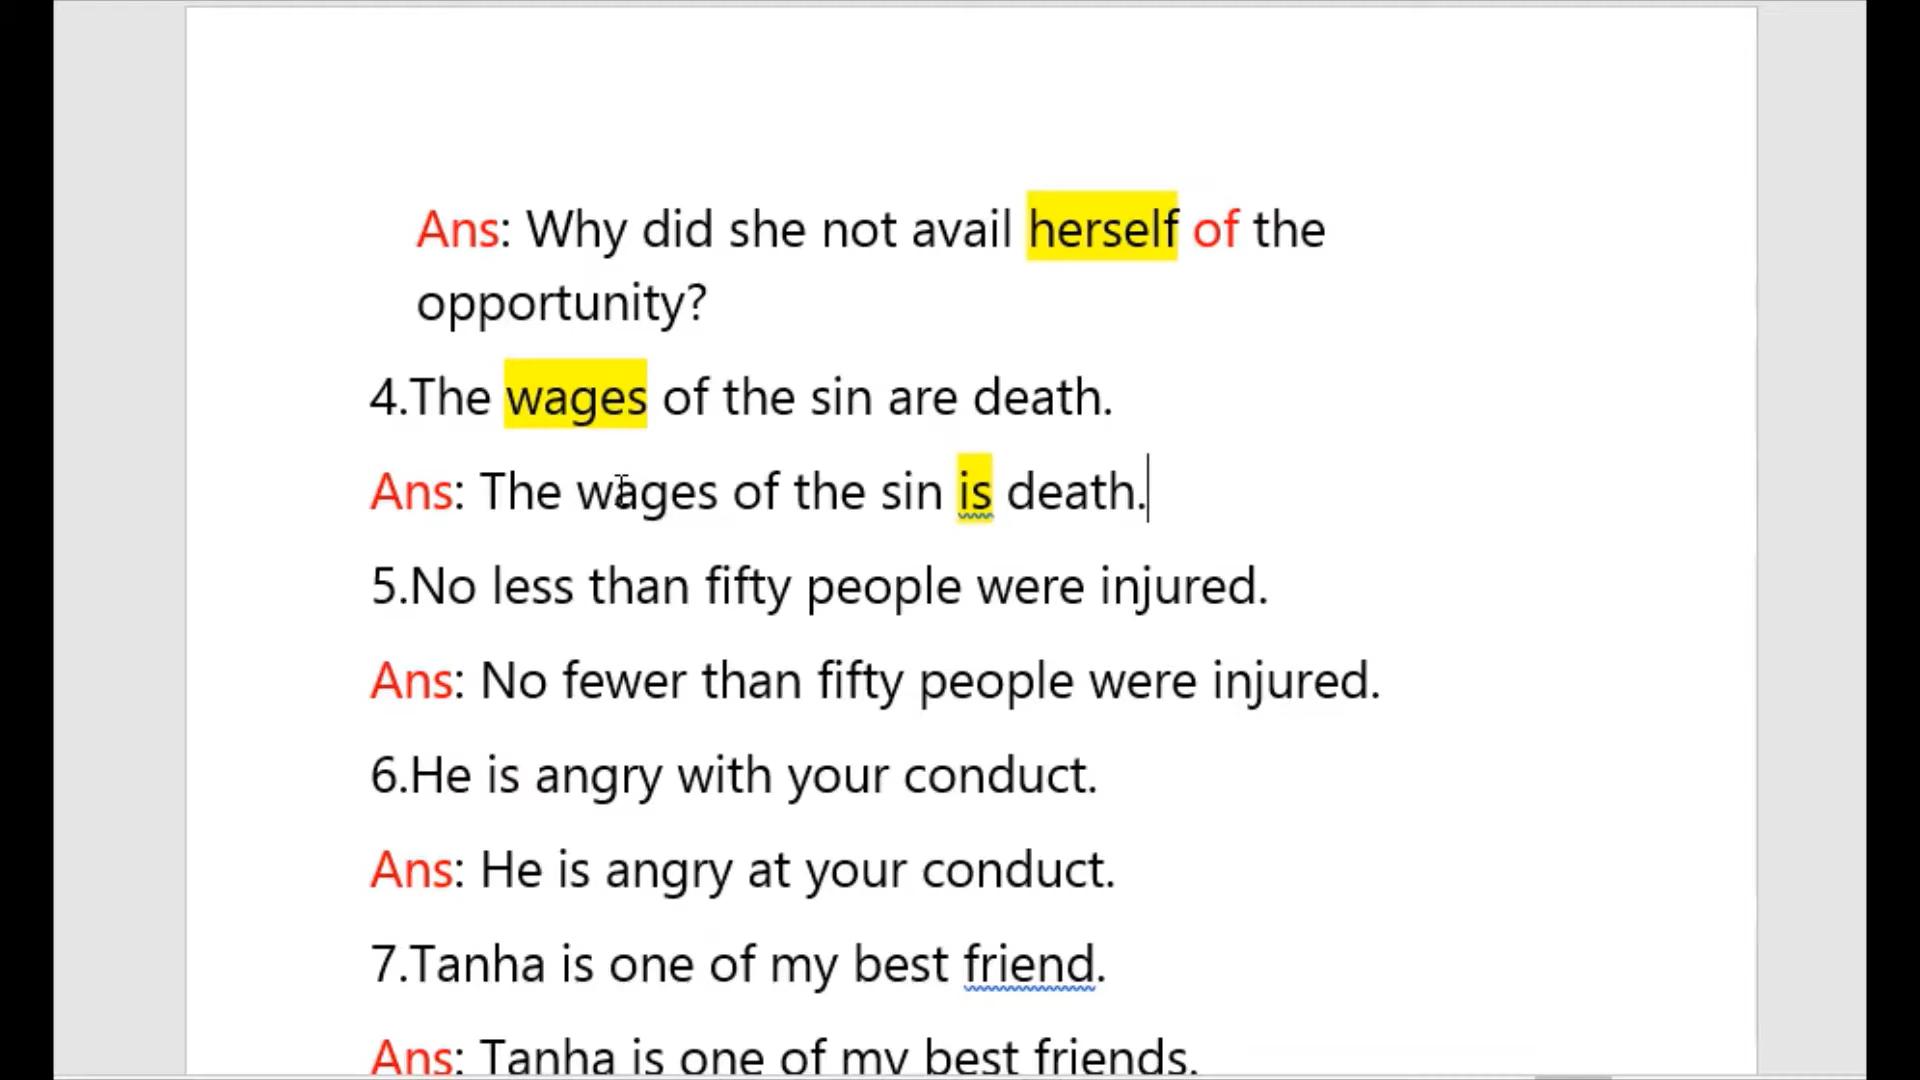 Ans: Why did she not avail herself of the
opportunity?
4.The wages of the sin are death.
Ans: The wages of the sin is death.
5.No less than fifty people were injured.
Ans: No fewer than fifty people were injured.
6.He is angry with your conduct.
Ans: He is angry at your conduct.
7.Tanha is one of my best friend.
Ans: Tanha is one of my best friends.